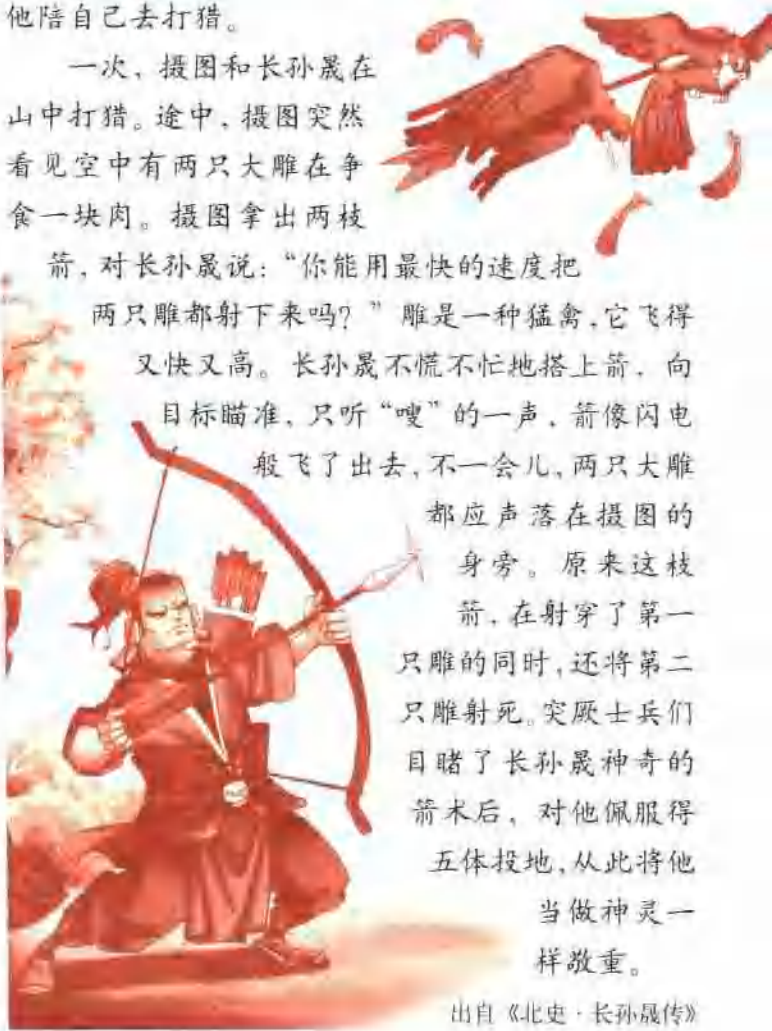 他陪自己去打猎。
一次，摄图和长孙晟在
山中打猎。途中，摄图突然
看见空中有两只大雕在争
食一块肉。摄图拿出两枝
箭，对长孙晟说：“你能用最快的速度把
两只雕都射下来吗？”雕是一种猛禽，它飞得
又快又高。长孙晟不慌不忙地搭上箭，向
目标瞄准，只听“嗖”的一声，箭像闪电
般飞了出去，不一会儿，两只大雕
都应声落在摄图的
身旁。原来这枝
箭，在射穿了第一
只雕的同时，还将第二
只雕射死。突厥士兵们
目睹了长孙晟神奇的
箭术后，对他佩服得
五体投地，从此将他
当做神灵一
样敬重。
出自《北史·长孙晟传》